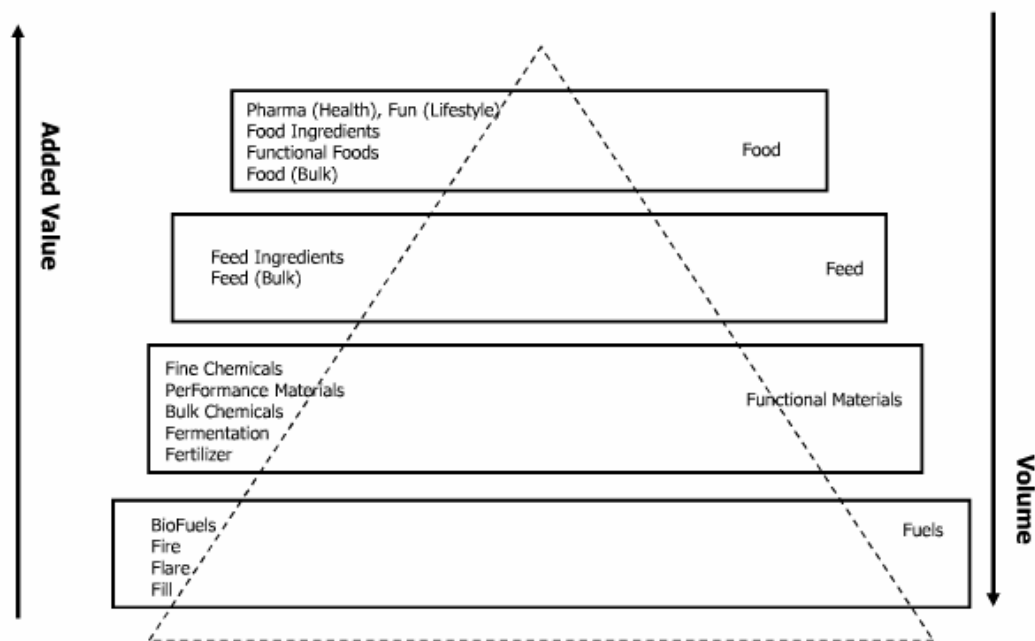 Added Value
Pharma (Health), Fun (Lifestyle)
Food Ingredients
Functional Foods
Food (Bulk)
Food
Feed Ingredients
Feed (Bulk)
Feed
Fine Chemicals
PerFormance Materials
Bulk Chemicals
Fermentation
Fertilizer
Functional Materials
BioFuels
Fire
Flare
Fill
Fuels
Volume